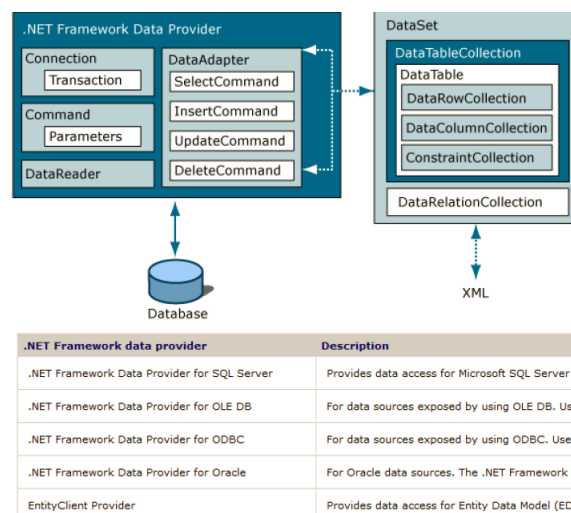 .NET Framework Data Provider
Connection
Transaction
Command
Parameters
DataReader
DataAdapter
SelectCommand
InsertCommand
UpdateCommand
DeleteCommand
Database
DataSet
DataTableCollection
DataTable
DataRowCollection
DataColumnCollection
ConstraintCollection
DataRelationCollection
XML
.NET Framework data provider Description
.NET Framework Data Provider for SQL Server Provides data access for Microsoft SQL Server
.NET Framework Data Provider for OLE DB For data sources exposed by using OLE DB. Us
.NET Framework Data Provider for ODBC For data sources exposed by using ODBC. Use
.NET Framework Data Provider for Oracle For Oracle data sources. The .NET Framework
EntityClient Provider Provides data access for Entity Data Model (ED